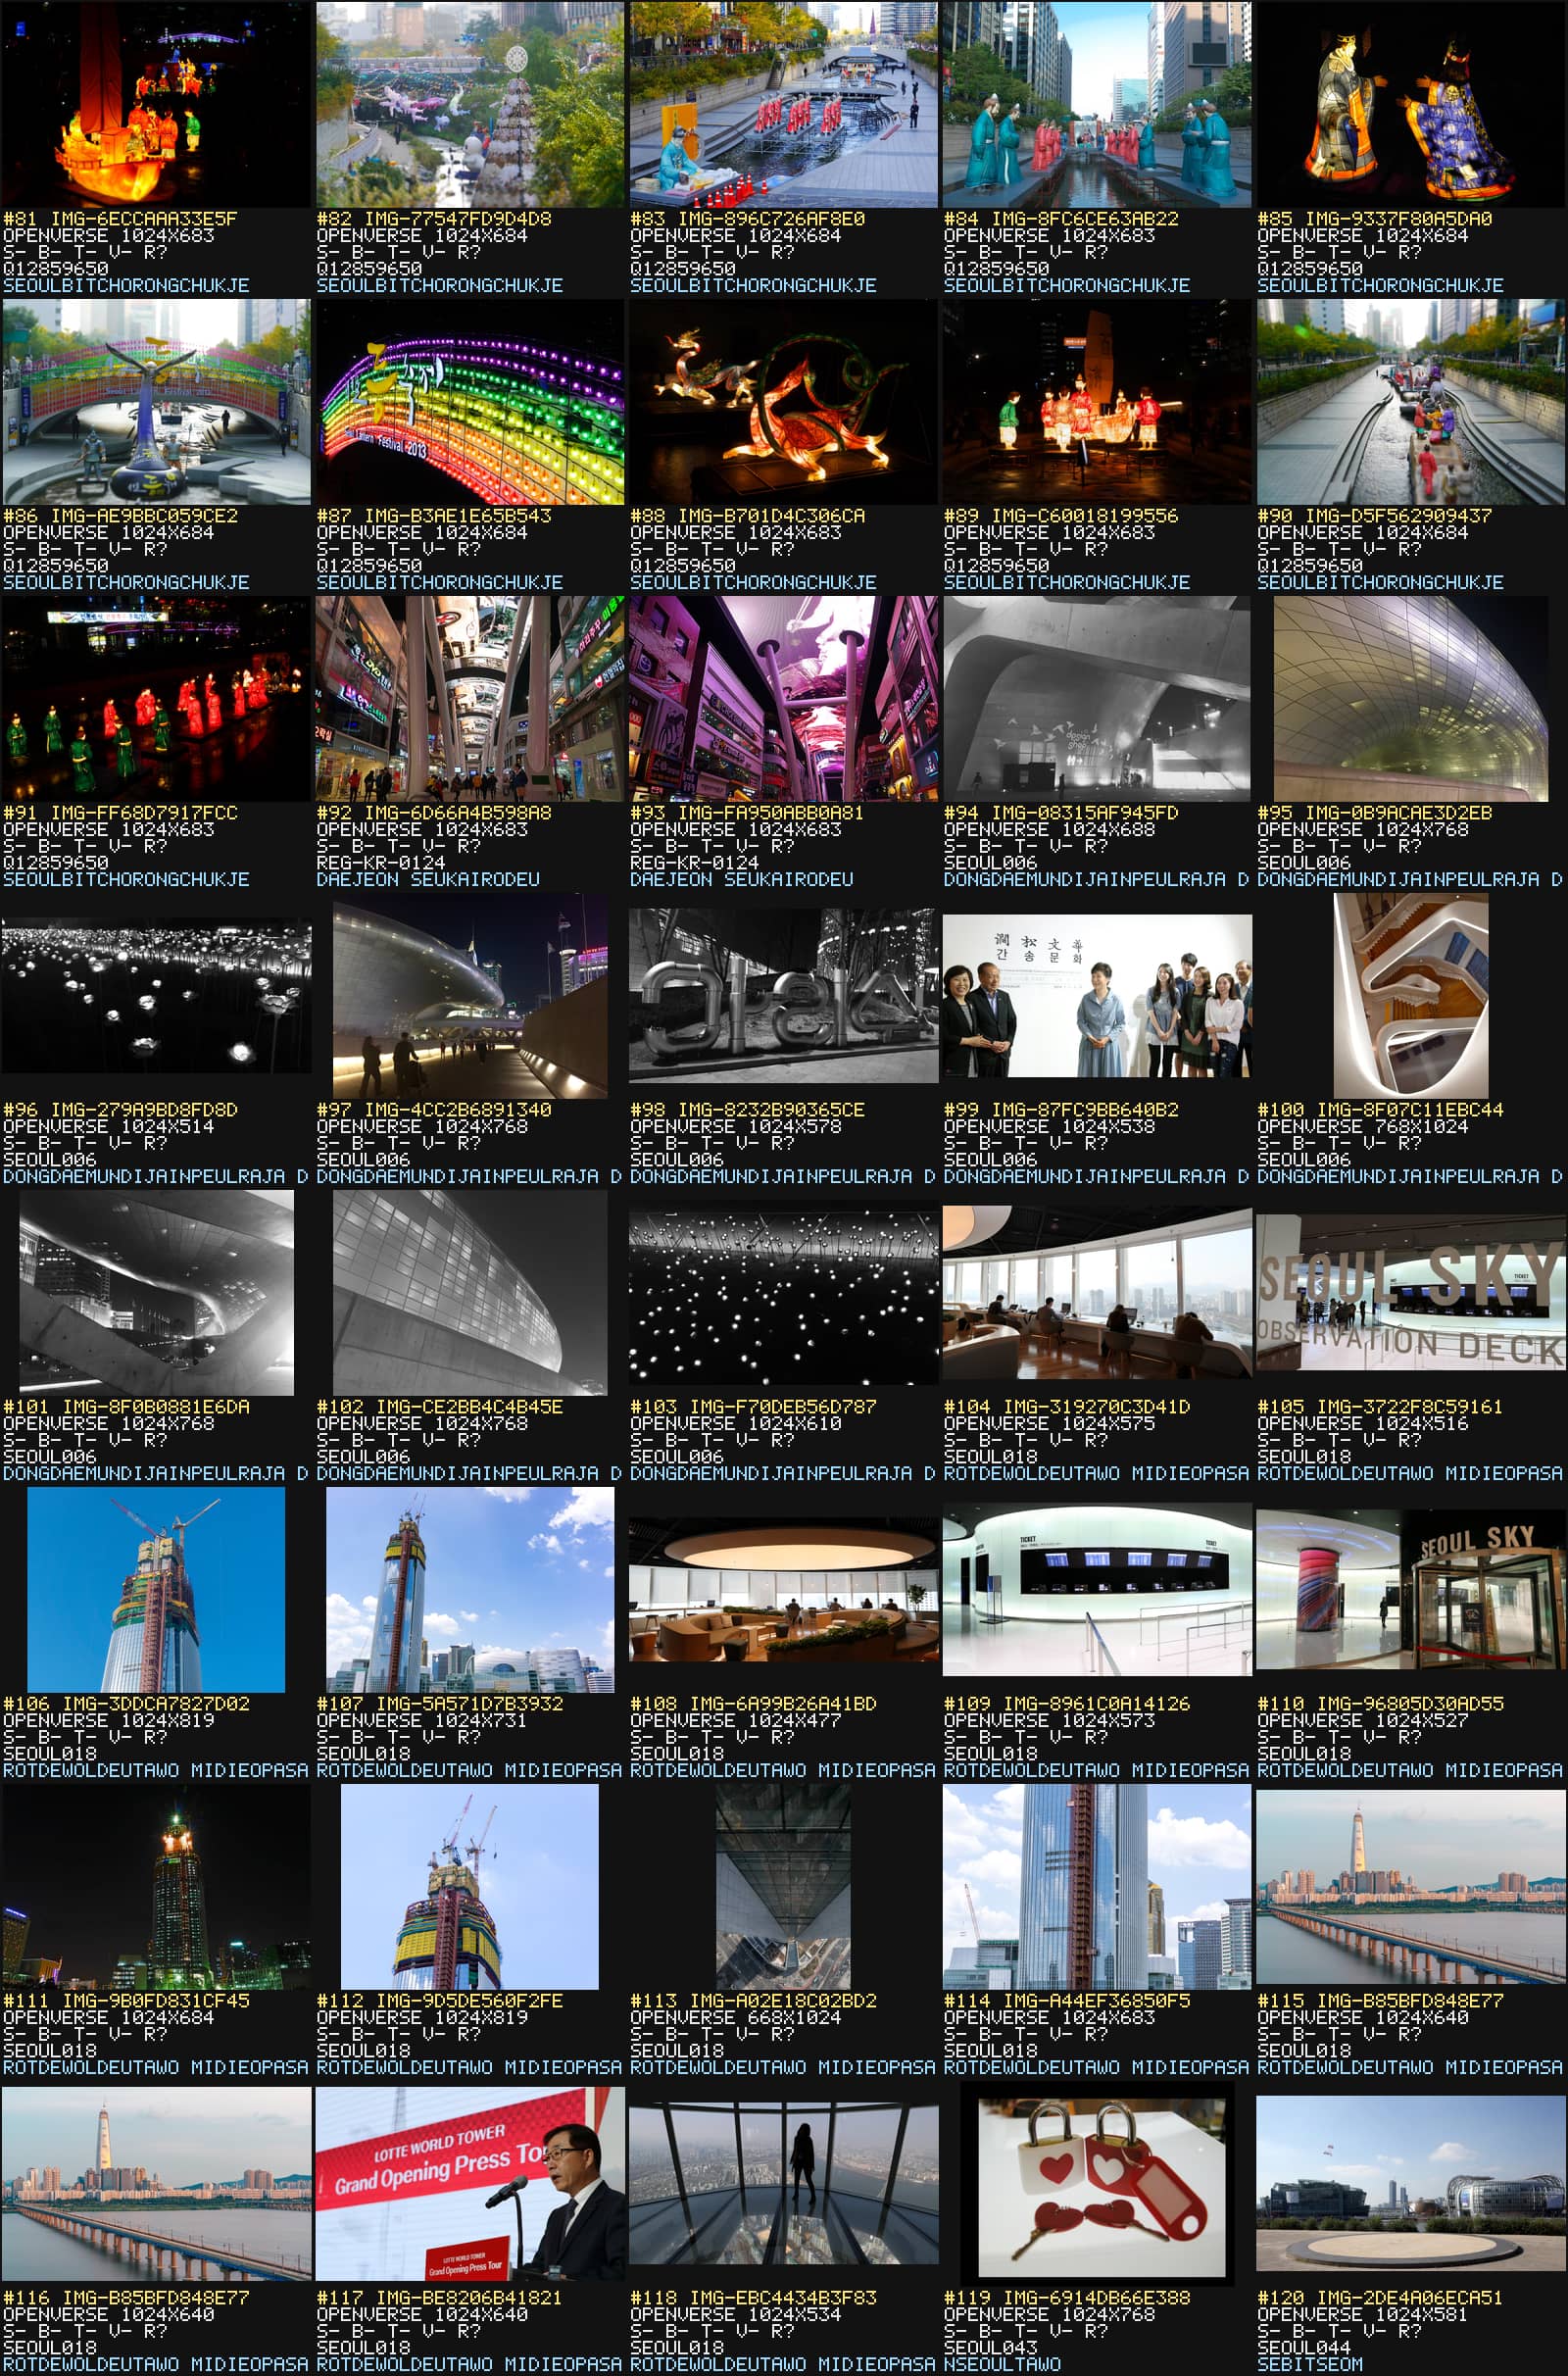 #81 IMG-6ECCAAA33E5F
OPENVERSE 1024X683
S- B- T- V- R?
Q12859650
SEOULBITCHORONGCHUKJE
#82 IMG-77547FD9D4D8
OPENVERSE 1024X684
S- B- T- V- R?
Q12859650
SEOULBITCHORONGCHUKJE
#83 IMG-896C726AF8E0
OPENVERSE 1024X684
S- B- T- V- R?
Q12859650
SEOULBITCHORONGCHUKJE
#84 IMG-8FC6CE63AB22
OPENVERSE 1024X683
S- B- T- V- R?
Q12859650
SEOULBITCHORONGCHUKJE
#85 IMG-9337F80A5DA0
OPENVERSE 1024X684
S- B- T- V- R?
Q12859650
SEOULBITCHORONGCHUKJE
#86 IMG-AE9BBC059CE2
OPENVERSE 1024X684
S- B- T- V- R?
Q12859650
SEOULBITCHORONGCHUKJE
Lantern Festival 2013
#87 IMG-B3AE1E65B543
OPENVERSE 1024X684
S- B- T- V- R?
Q12859650
SEOULBITCHORONGCHUKJE
#88 IMG-B701D4C306CA
OPENVERSE 1024X683
S- B- T- V- R?
Q12859650
SEOULBITCHORONGCHUKJE
#89 IMG-C60018199556
OPENVERSE 1024X683
S- B- T- V- R?
Q12859650
SEOULBITCHORONGCHUKJE
#90 IMG-D5F562909437
OPENVERSE 1024X684
S- B- T- V- R?
Q12859650
SEOULBITCHORONGCHUKJE
#91 IMG-FF68D7917FCC
OPENVERSE 1024X683
S- B- T- V- R?
Q12859650
SEOULBITCHORONGCHUKJE
#92 IMG-6D66A4B598A8
OPENVERSE 1024X683
S- B- T- V- R?
REG-KR-0124
DAEJEON SEUKAIRODEU
#93 IMG-FA950ABB0A81
OPENVERSE 1024X683
S- B- T- V- R?
REG-KR-0124
DAEJEON SEUKAIRODEU
design
shop
#94 IMG-08315AF945FD
OPENVERSE 1024X688
S- B- T- V- R?
SEOUL006
DONGDAEMUNDIJAINPEULRAJA D
#95 IMG-0B9ACAE3D2EB
OPENVERSE 1024X768
S- B- T- V- R?
SEOUL006
DONGDAEMUNDIJAINPEULRAJA D
#96 IMG-279A9BD8FD8D
OPENVERSE 1024X514
S- B- T- V- R?
SEOUL006
DONGDAEMUNDIJAINPEULRAJA D
#97 IMG-4CC2B6891340
OPENVERSE 1024X768
S- B- T- V- R?
SEOUL006
DONGDAEMUNDIJAINPEULRAJA D
#98 IMG-8232B90365CE
OPENVERSE 1024X578
S- B- T- V- R?
SEOUL006
DONGDAEMUNDIJAINPEULRAJA D
澗松文華
간송문화
#99 IMG-87FC9BB640B2
OPENVERSE 1024X538
S- B- T- V- R?
SEOUL006
DONGDAEMUNDIJAINPEULRAJA D
#100 IMG-8F07C11EBC44
OPENVERSE 768X1024
S- B- T- V- R?
SEOUL006
DONGDAEMUNDIJAINPEULRAJA D
#101 IMG-8F0B0881E6DA
OPENVERSE 1024X768
S- B- T- V- R?
SEOUL006
DONGDAEMUNDIJAINPEULRAJA D
#102 IMG-CE2BB4C4B45E
OPENVERSE 1024X768
S- B- T- V- R?
SEOUL006
DONGDAEMUNDIJAINPEULRAJA D
#103 IMG-F70DEB56D787
OPENVERSE 1024X610
S- B- T- V- R?
SEOUL006
DONGDAEMUNDIJAINPEULRAJA D
#104 IMG-319270C3D41D
OPENVERSE 1024X575
S- B- T- V- R?
SEOUL018
ROTDEWOLDEUTAWO MIDIEOPASA
SEOUL SKY
OBSERVATION DECK
#105 IMG-3722F8C59161
OPENVERSE 1024X516
S- B- T- V- R?
SEOUL018
ROTDEWOLDEUTAWO MIDIEOPASA
#106 IMG-3DDCA7827D02
OPENVERSE 1024X819
S- B- T- V- R?
SEOUL018
ROTDEWOLDEUTAWO MIDIEOPASA
#107 IMG-5A571D7B3932
OPENVERSE 1024X731
S- B- T- V- R?
SEOUL018
ROTDEWOLDEUTAWO MIDIEOPASA
#108 IMG-6A99B26A41BD
OPENVERSE 1024X477
S- B- T- V- R?
SEOUL018
ROTDEWOLDEUTAWO MIDIEOPASA
TICKET
TICKET
#109 IMG-8961C0A14126
OPENVERSE 1024X573
S- B- T- V- R?
SEOUL018
ROTDEWOLDEUTAWO MIDIEOPASA
SEOUL SKY
#110 IMG-96805D30AD55
OPENVERSE 1024X527
S- B- T- V- R?
SEOUL018
ROTDEWOLDEUTAWO MIDIEOPASA
#111 IMG-9B0FD831CF45
OPENVERSE 1024X684
S- B- T- V- R?
SEOUL018
ROTDEWOLDEUTAWO MIDIEOPASA
#112 IMG-9D5DE560F2FE
OPENVERSE 1024X819
S- B- T- V- R?
SEOUL018
ROTDEWOLDEUTAWO MIDIEOPASA
#113 IMG-A02E18C02BD2
OPENVERSE 668X1024
S- B- T- V- R?
SEOUL018
ROTDEWOLDEUTAWO MIDIEOPASA
#114 IMG-A44EF36850F5
OPENVERSE 1024X683
S- B- T- V- R?
SEOUL018
ROTDEWOLDEUTAWO MIDIEOPASA
#115 IMG-B85BFD848E77
OPENVERSE 1024X640
S- B- T- V- R?
SEOUL018
ROTDEWOLDEUTAWO MIDIEOPASA
#116 IMG-B85BFD848E77
OPENVERSE 1024X640
S- B- T- V- R?
SEOUL018
ROTDEWOLDEUTAWO MIDIEOPASA
LOTTE WORLD TOWER
Grand Opening Press To
LOTTE WORLD TOWER
Grand Opening Press Tour
#117 IMG-BE8206B41821
OPENVERSE 1024X640
S- B- T- V- R?
SEOUL018
ROTDEWOLDEUTAWO MIDIEOPASA
#118 IMG-EBC4434B3F83
OPENVERSE 1024X534
S- B- T- V- R?
SEOUL018
ROTDEWOLDEUTAWO MIDIEOPASA
#119 IMG-6914DB66E388
OPENVERSE 1024X768
S- B- T- V- R?
SEOUL043
NSEOULTAWO
#120 IMG-2DE4A06ECA51
OPENVERSE 1024X581
S- B- T- V- R?
SEOUL044
SEBITSEOM